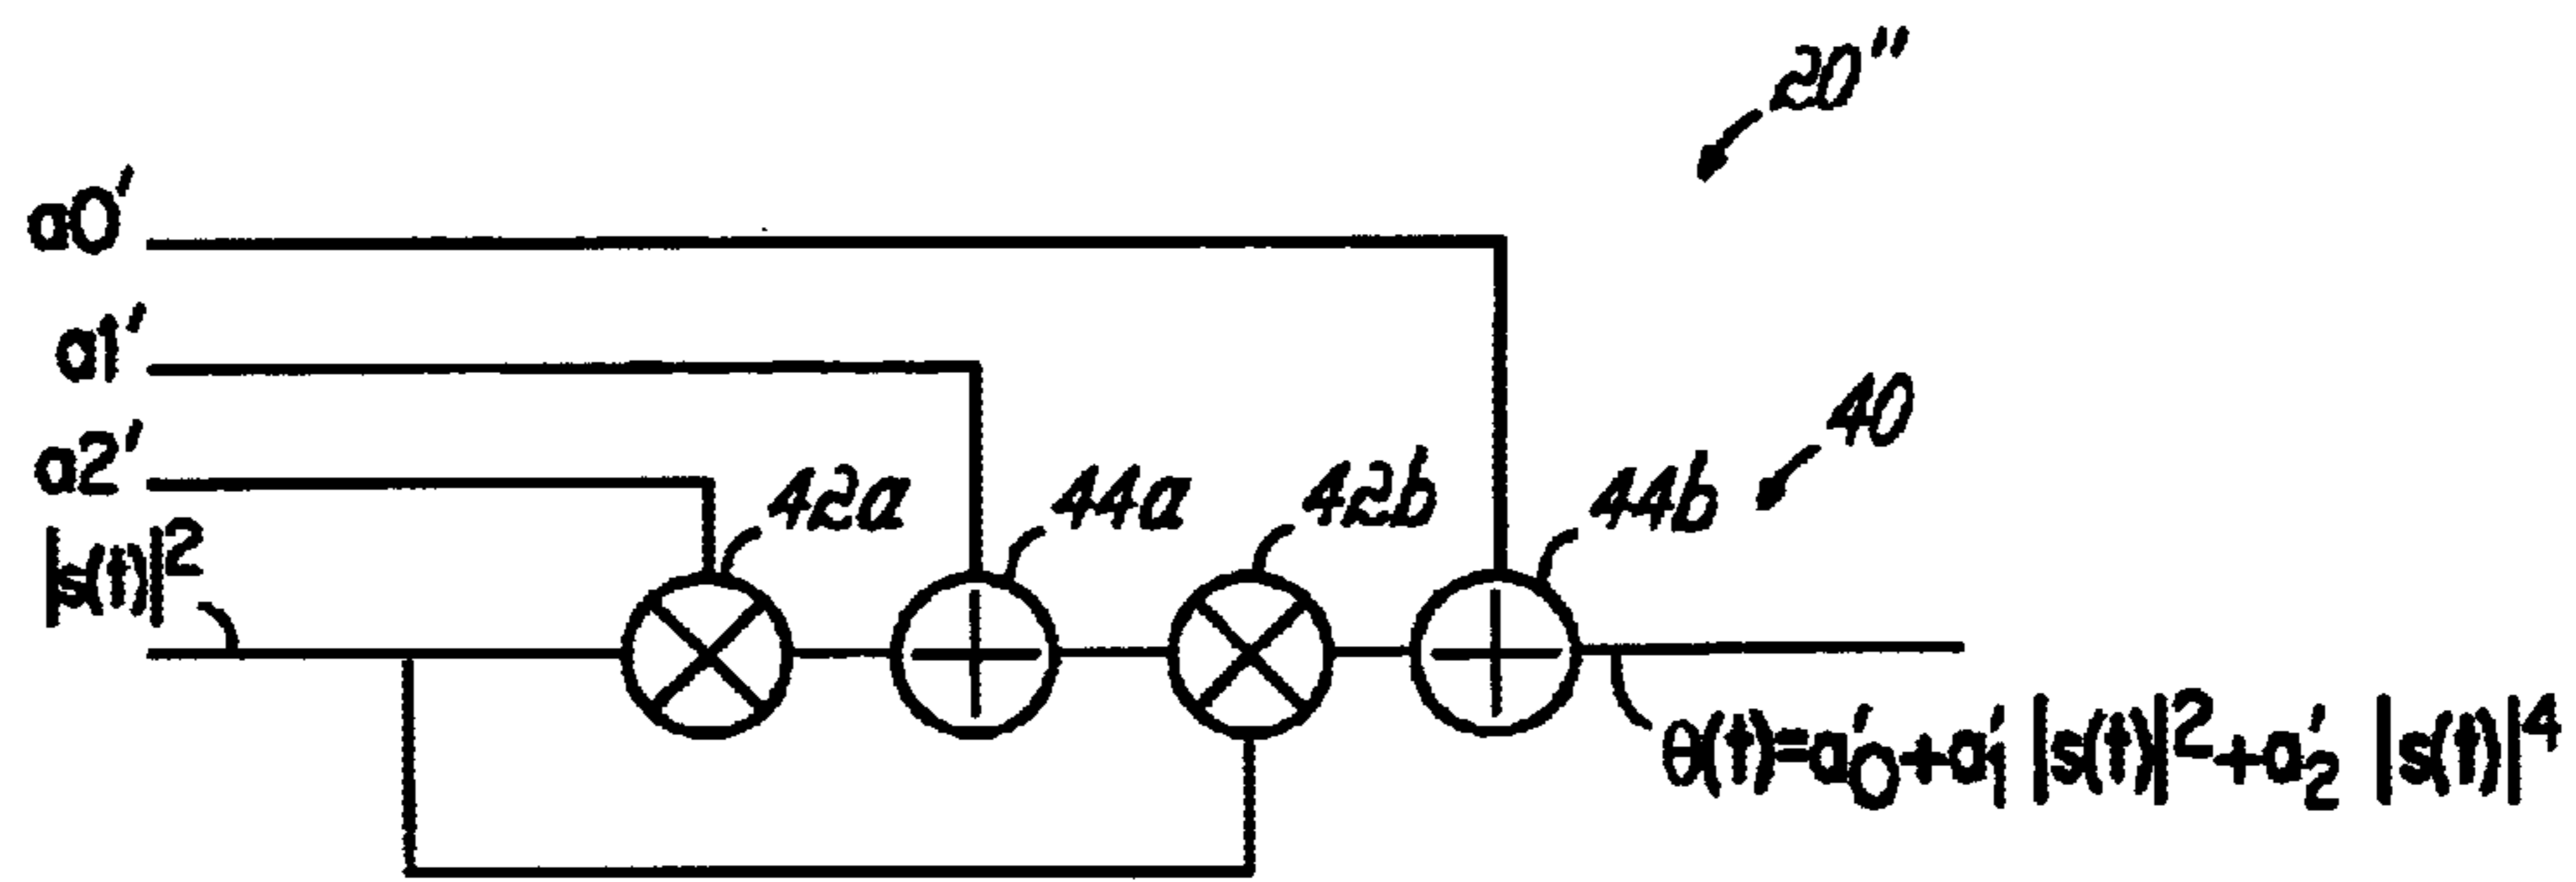 20"
a0'
a1'
40
a2'
42a
44a
42b
44b
|s(t)|²
θ(t)=a'₀+a'₁ |s(t)|²+a'₂ |s(t)|⁴